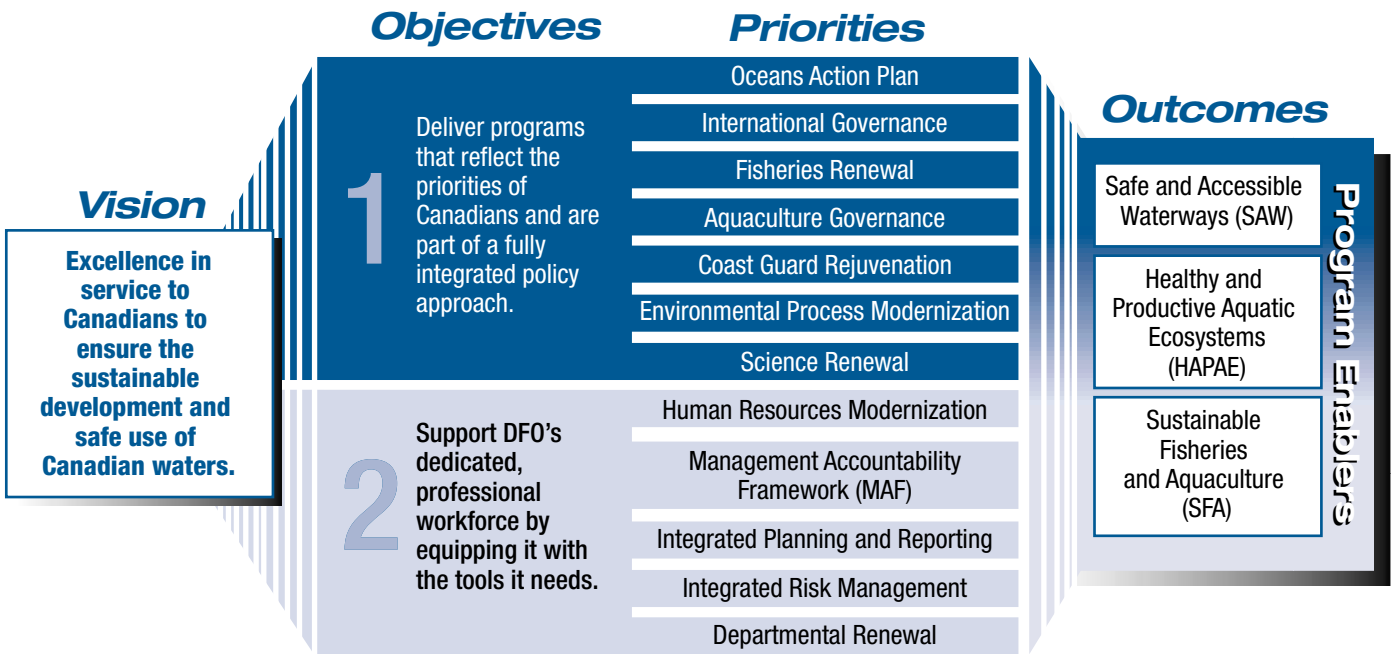 Vision
Excellence in
service to
Canadians to
ensure the
sustainable
development and
safe use of
Canadian waters.
Objectives
1
Deliver programs
that reflect the
priorities of
Canadians and are
part of a fully
integrated policy
approach.
2
Support DFO’s
dedicated,
professional
workforce by
equipping it with
the tools it needs.
Priorities
Oceans Action Plan
International Governance
Fisheries Renewal
Aquaculture Governance
Coast Guard Rejuvenation
Environmental Process Modernization
Science Renewal
Human Resources Modernization
Management Accountability
Framework (MAF)
Integrated Planning and Reporting
Integrated Risk Management
Departmental Renewal
Outcomes
Safe and Accessible
Waterways (SAW)
Healthy and
Productive Aquatic
Ecosystems
(HAPAE)
Sustainable
Fisheries
and Aquaculture
(SFA)
Program Enablers